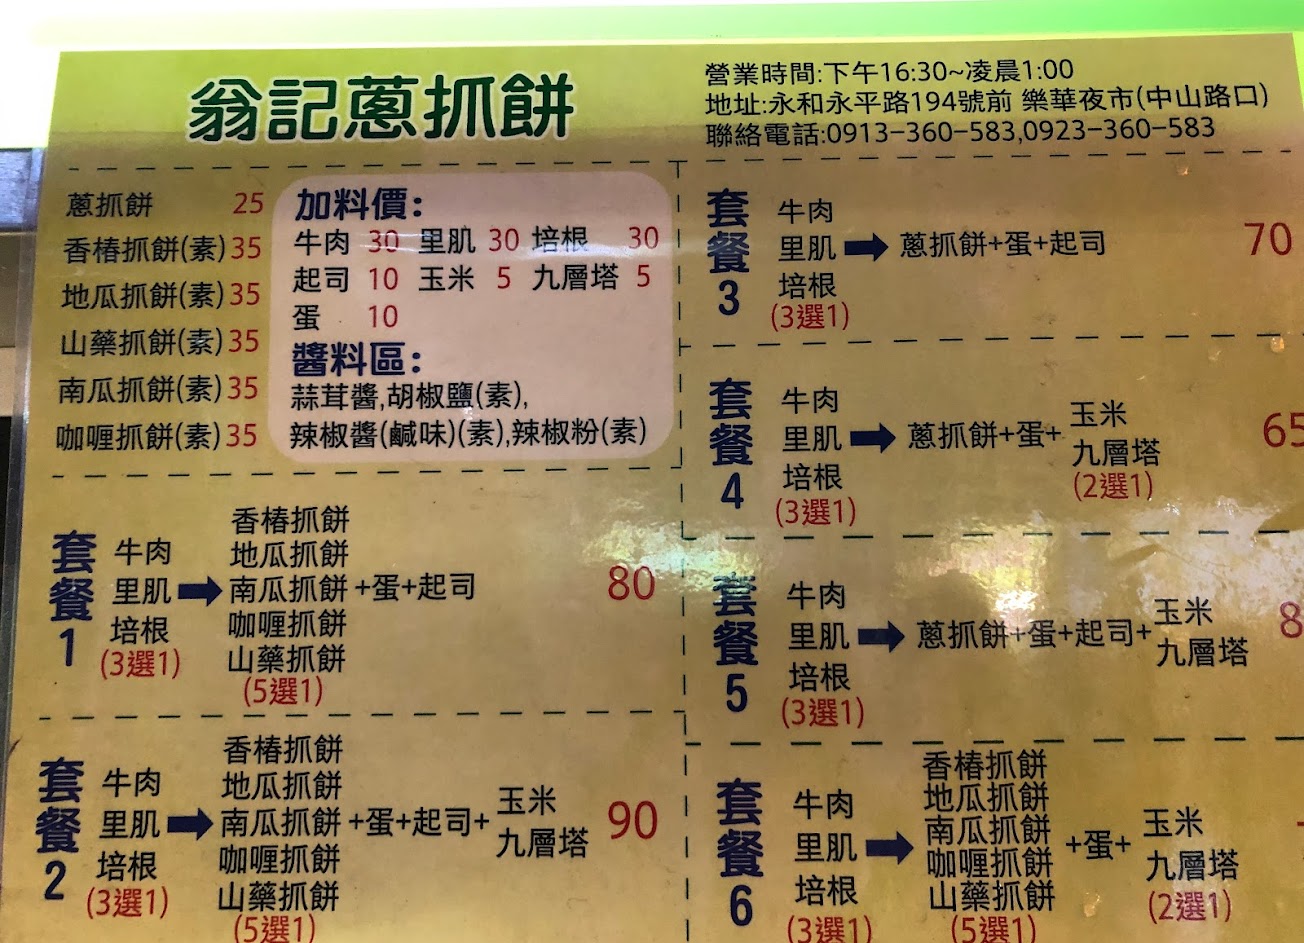 翁記蔥抓餅
營業時間:下午16:30~凌晨1:00
地址:永和永平路194號前 樂華夜市(中山路口)
聯絡電話:0913-360-583,0923-360-583
蔥抓餅 25
香椿抓餅(素) 35
地瓜抓餅(素) 35
山藥抓餅(素) 35
南瓜抓餅(素) 35
咖喱抓餅(素) 35
加料價:
牛肉 30 里肌 30 培根 30
起司 10 玉米 5 九層塔 5
蛋 10
醬料區:
蒜茸醬,胡椒鹽(素),
辣椒醬(鹹味)(素),辣椒粉(素)
套餐1
牛肉
里肌
培根
(3選1)
香椿抓餅
地瓜抓餅
南瓜抓餅
咖喱抓餅
山藥抓餅
(5選1)
+蛋+起司
80
套餐2
牛肉
里肌
培根
(3選1)
香椿抓餅
地瓜抓餅
南瓜抓餅
咖喱抓餅
山藥抓餅
(5選1)
+蛋+起司+
玉米
九層塔
90
套餐3
牛肉
里肌
培根
(3選1)
蔥抓餅+蛋+起司
70
套餐4
牛肉
里肌
培根
(3選1)
蔥抓餅+蛋+
玉米
九層塔
(2選1)
65
套餐5
牛肉
里肌
培根
(3選1)
蔥抓餅+蛋+起司+
玉米
九層塔
套餐6
牛肉
里肌
培根
(3選1)
香椿抓餅
地瓜抓餅
南瓜抓餅
咖喱抓餅
山藥抓餅
(5選1)
+蛋+
玉米
九層塔
(2選1)